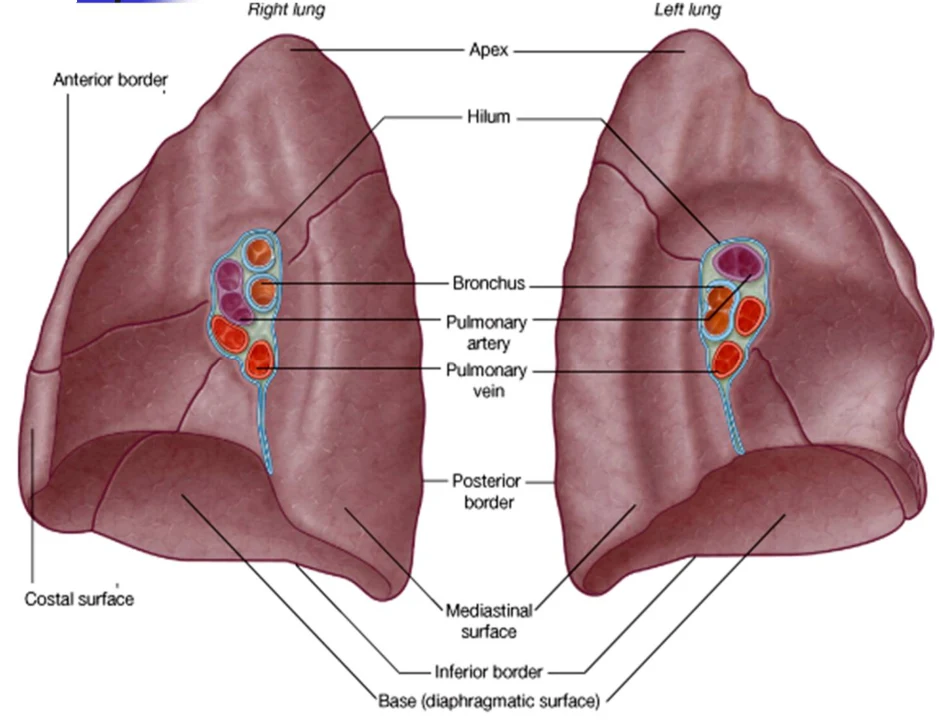 Right lung
Left lung
Apex
Anterior border
Hilum
Bronchus
Pulmonary
artery
Pulmonary
vein
Posterior
border
Costal surface
Mediastinal
surface
Inferior border
Base (diaphragmatic surface)